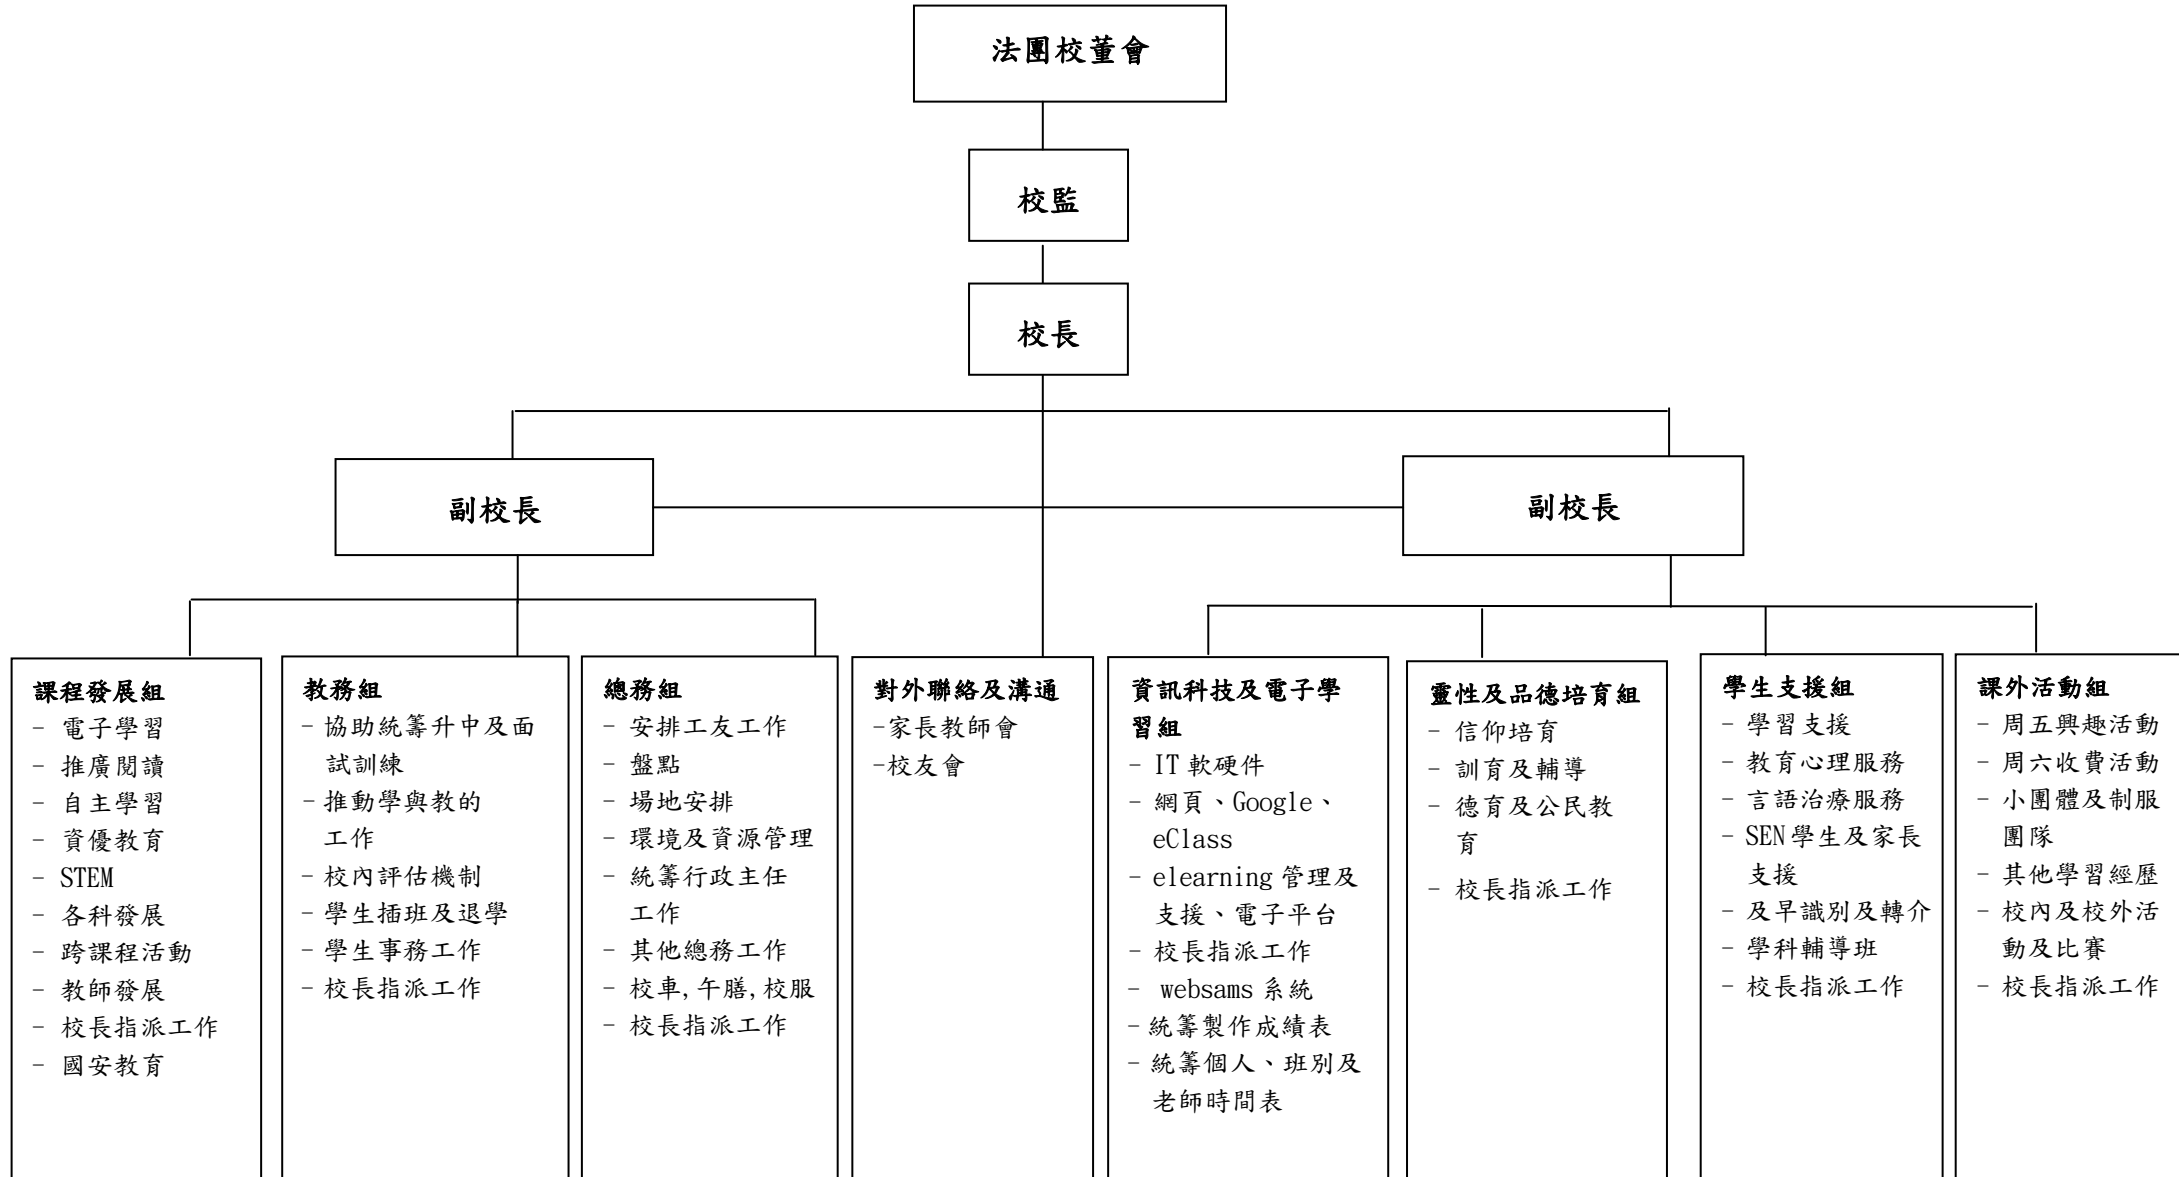 法團校董會
校監
校長
副校長
副校長
課程發展組
- 電子學習
- 推廣閱讀
- 自主學習
- 資優教育
- STEM
- 各科發展
- 跨課程活動
- 教師發展
- 校長指派工作
- 國安教育
教務組
- 協助統籌升中及面
試訓練
- 推動學與教的
工作
- 校內評估機制
- 學生插班及退學
- 學生事務工作
- 校長指派工作
總務組
- 安排工友工作
- 盤點
- 場地安排
- 環境及資源管理
- 統籌行政主任
工作
- 其他總務工作
- 校車,午膳,校服
- 校長指派工作
對外聯絡及溝通
-家長教師會
-校友會
資訊科技及電子學
習組
- IT 軟硬件
- 網頁、Google、
eClass
- elearning 管理及
支援、電子平台
- 校長指派工作
- websams 系統
- 統籌製作成績表
- 統籌個人、班別及
老師時間表
靈性及品德培育組
- 信仰培育
- 訓育及輔導
- 德育及公民教
育
- 校長指派工作
學生支援組
- 學習支援
- 教育心理服務
- 言語治療服務
- SEN 學生及家長
支援
- 及早識別及轉介
- 學科輔導班
- 校長指派工作
課外活動組
- 周五興趣活動
- 周六收費活動
- 小團體及制服
團隊
- 其他學習經歷
- 校內及校外活
動及比賽
- 校長指派工作